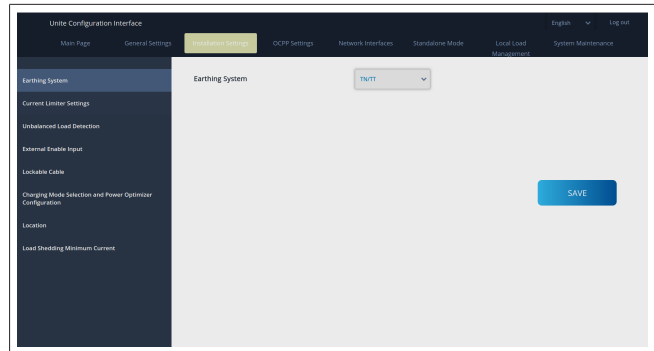 Unite Configuration Interface
English
Log out
Main Page
General Settings
Installation Settings
OCPP Settings
Network Interfaces
Standalone Mode
Local Load
Management
System Maintenance
Earthing System
Current Limiter Settings
Unbalanced Load Detection
External Enable Input
Lockable Cable
Charging Mode Selection and Power Optimizer
Configuration
Location
Load Shedding Minimum Current
Earthing System
TN/TT
SAVE